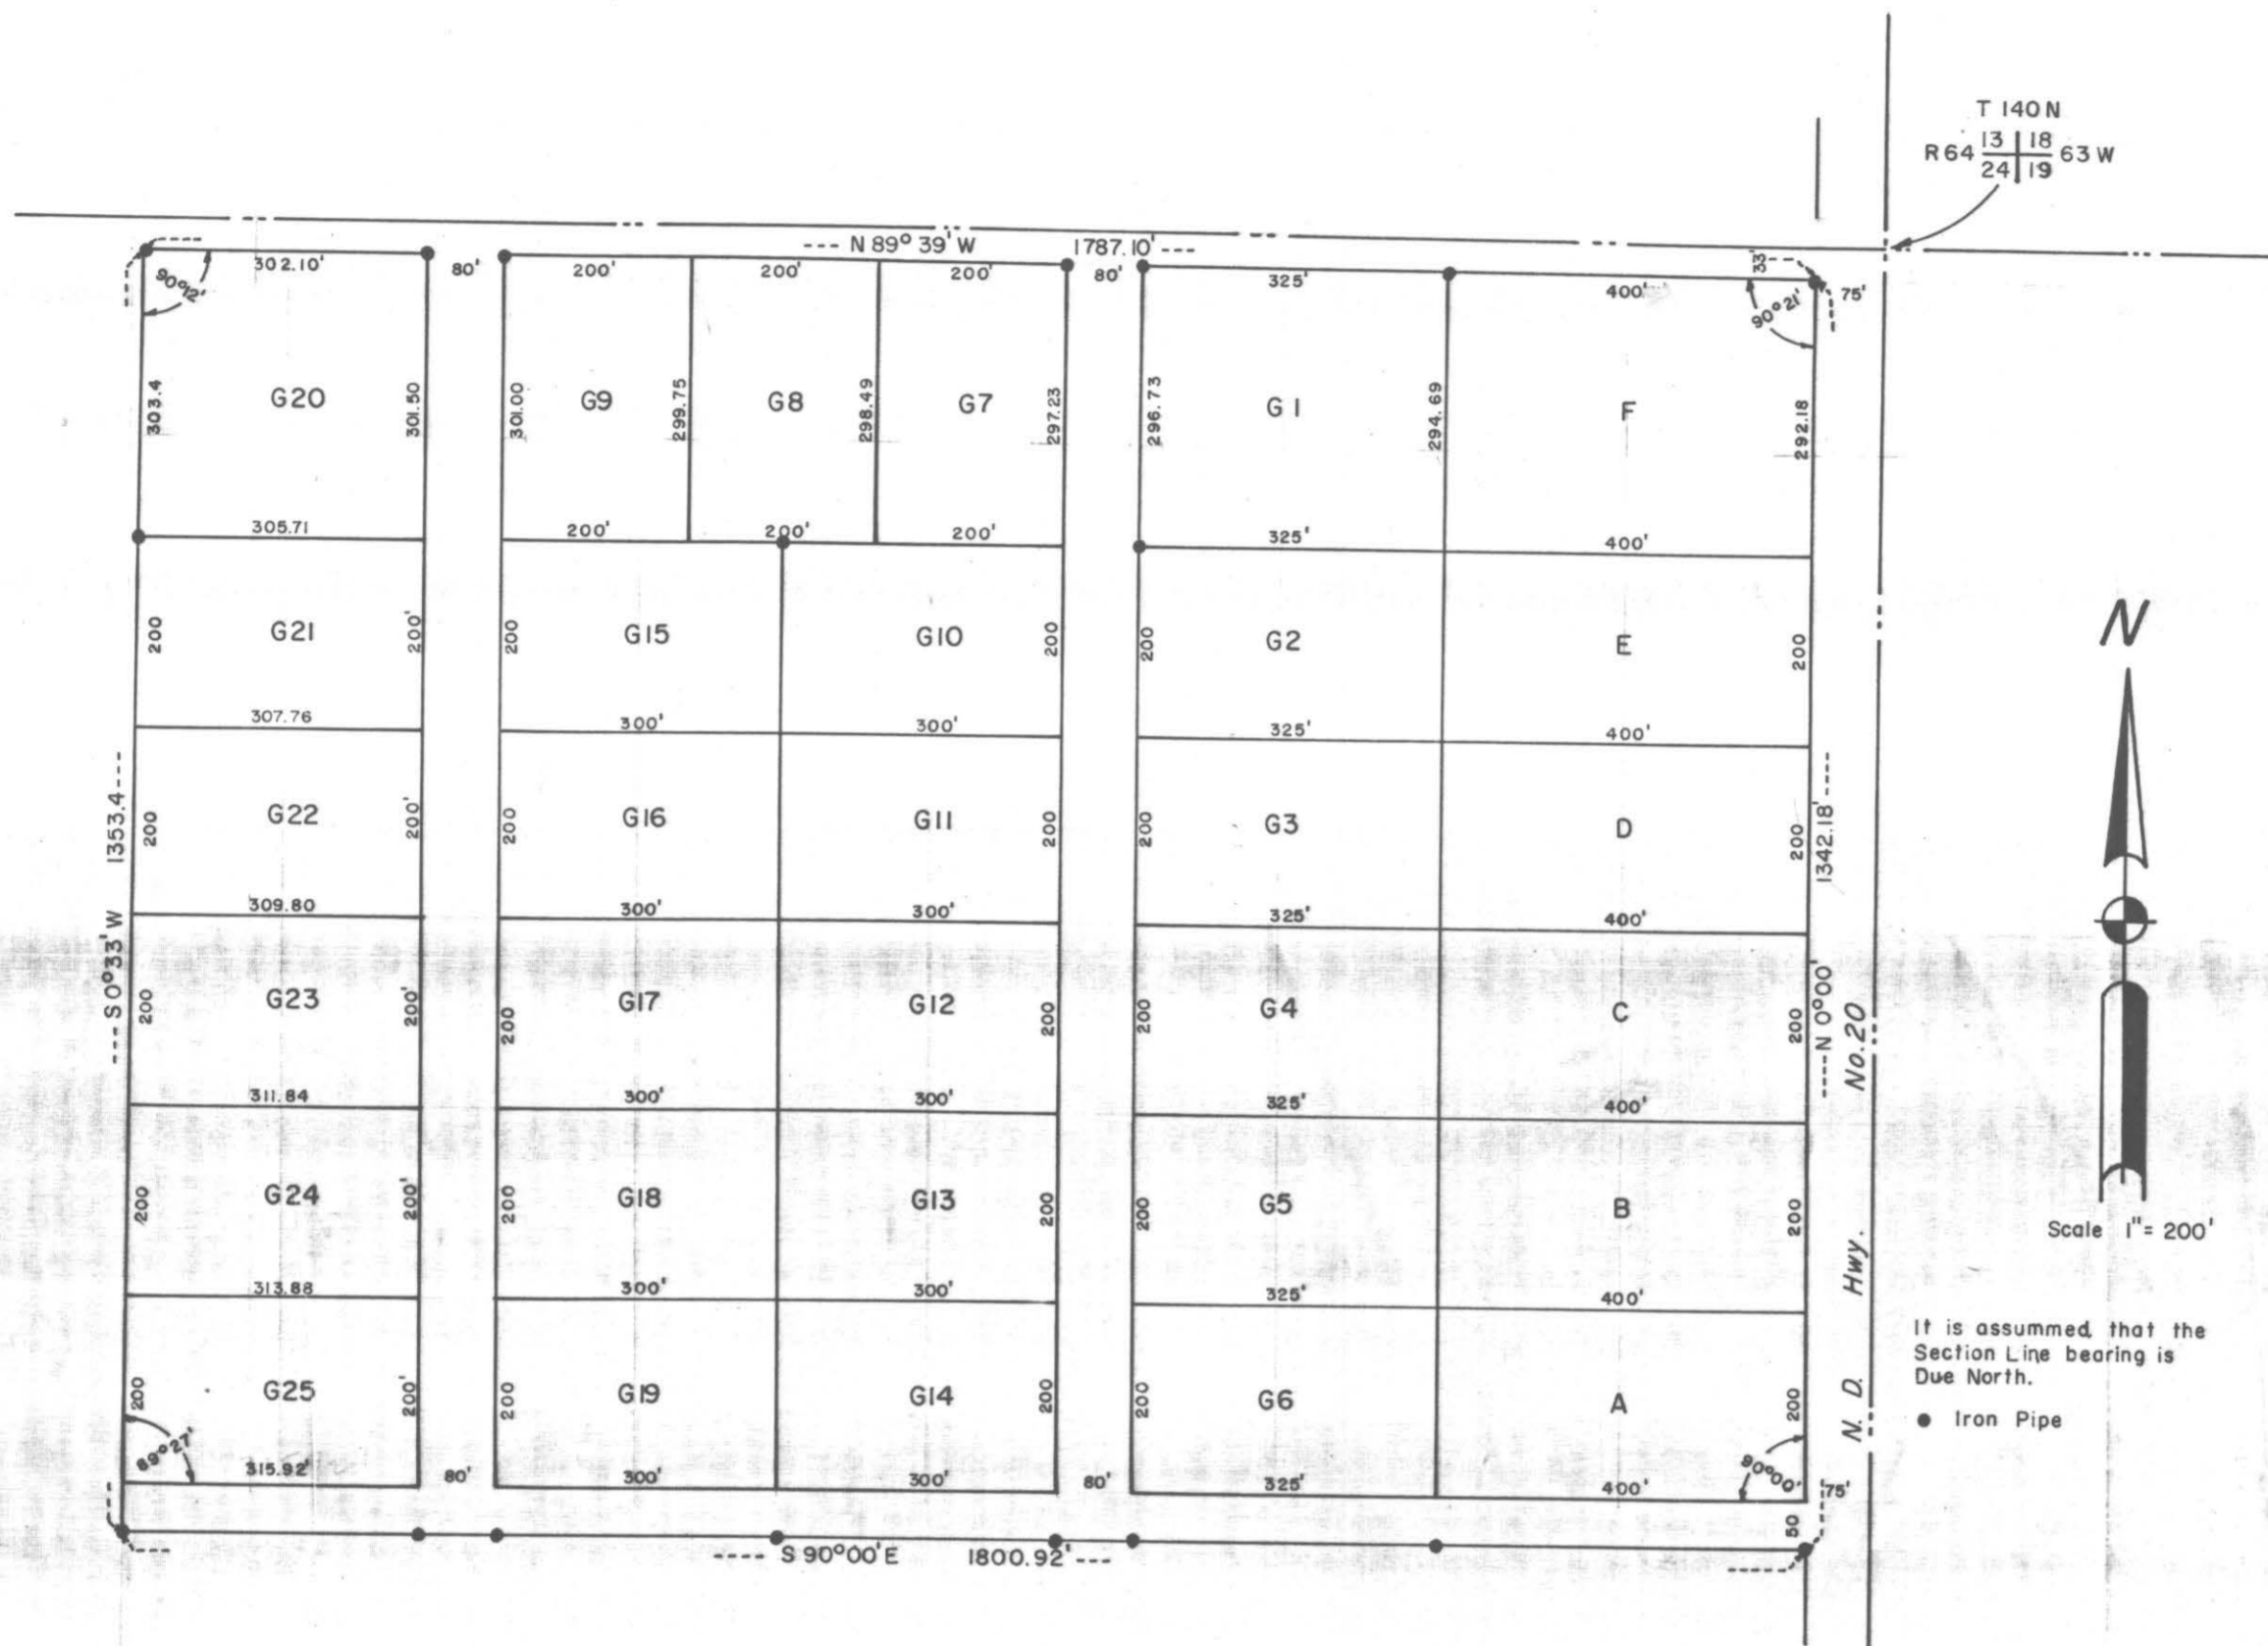 T 140 N
13 18
R 64 63 W
24 19
--- N 89° 39' W 1787.10' ---
302.10' 80' 200' 200' 200' 80' 325' 400' 33' 75'
90°12' 90°21'
303.4 G20 301.50 301.00 G9 299.75 G8 298.49 G7 297.23 296.73 G1 294.69 F 292.18
305.71 200' 200' 200' 325' 400'
200 G21 200' 200 G15 G10 200 200 G2 E 200
307.76 300' 300' 325' 400'
200 G22 200' 200 G16 G11 200 200 G3 D 200
309.80 300' 300' 325' 400'
200 G23 200' 200 G17 G12 200 200 G4 C 200
311.84 300' 300' 325' 400'
200 G24 200' 200 G18 G13 200 200 G5 B 200
313.88 300' 300' 325' 400'
200 G25 200' 200 G19 G14 200 200 G6 A 200
89°27' 90°00'
315.92' 80' 300' 300' 80' 325' 400' 75'
50
---- S 90°00' E 1800.92' ---
---- S 0° 33' W 1353.4 ----
---- N 0°00' 1342.18' ----
N. D. Hwy. No. 20
N
Scale 1" = 200'
It is assummed, that the
Section Line bearing is
Due North.
● Iron Pipe